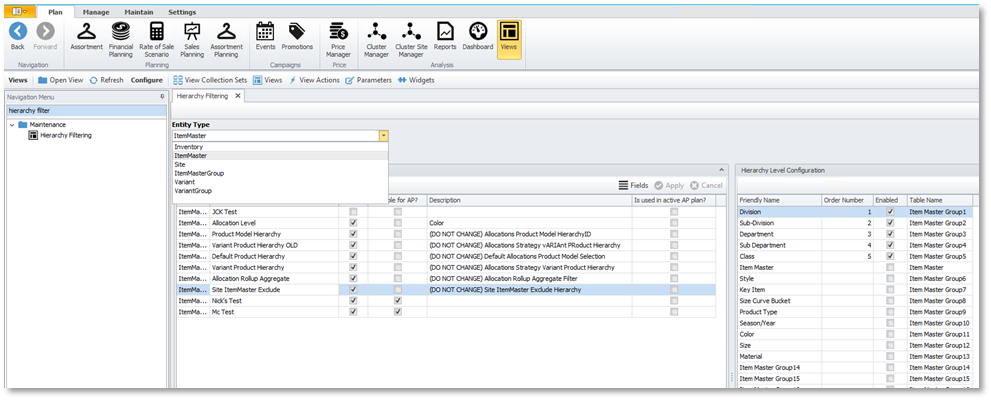 Plan Manage Maintain Settings
Back Forward Assortment Financial Planning Rate of Sale Scenario Sales Planning Assortment Planning Events Promotions Price Manager Cluster Manager Cluster Site Manager Reports Dashboard Views
Navigation Planning Campaigns Price Analysis
Views Open View Refresh Configure View Collection Sets Views View Actions Parameters Widgets
Navigation Menu
hierarchy filter
Maintenance
Hierarchy Filtering
Hierarchy Filtering
Entity Type
ItemMaster
Inventory
ItemMaster
Site
ItemMasterGroup
Variant
VariantGroup
Fields Apply Cancel
ble for AP? Description Is used in active AP plan?
ItemMa... JCK Test
ItemMa... Allocation Level Color
ItemMa... Product Model Hierarchy (DO NOT CHANGE) Allocations Product Model HierarchyID
ItemMa... Variant Product Hierarchy OLD (DO NOT CHANGE) Allocations Strategy vARIAnt PRoduct Hierarchy
ItemMa... Default Product Hierarchy (DO NOT CHANGE) Default Allocations Product Model Selection
ItemMa... Variant Product Hierarchy (DO NOT CHANGE) Allocations Strategy Variant Product Hierarchy
ItemMa... Allocation Rollup Aggregate (DO NOT CHANGE) Allocation Rollup Aggregate Filter
ItemMa... Site ItemMaster Exclude (DO NOT CHANGE) Site ItemMaster Exclude Hierarchy
ItemMa... Nick's Test
ItemMa... Mc Test
Hierarchy Level Configuration
Friendly Name Order Number Enabled Table Name
Division 1 Item Master Group1
Sub-Division 2 Item Master Group2
Department 3 Item Master Group3
Sub Department 4 Item Master Group4
Class 5 Item Master Group5
Item Master Item Master
Style Item Master Group6
Key Item Item Master Group7
Size Curve Bucket Item Master Group8
Product Type Item Master Group9
Season/Year Item Master Group10
Color Item Master Group11
Size Item Master Group12
Material Item Master Group13
Item Master Group14 Item Master Group14
Item Master Group15 Item Master Group15